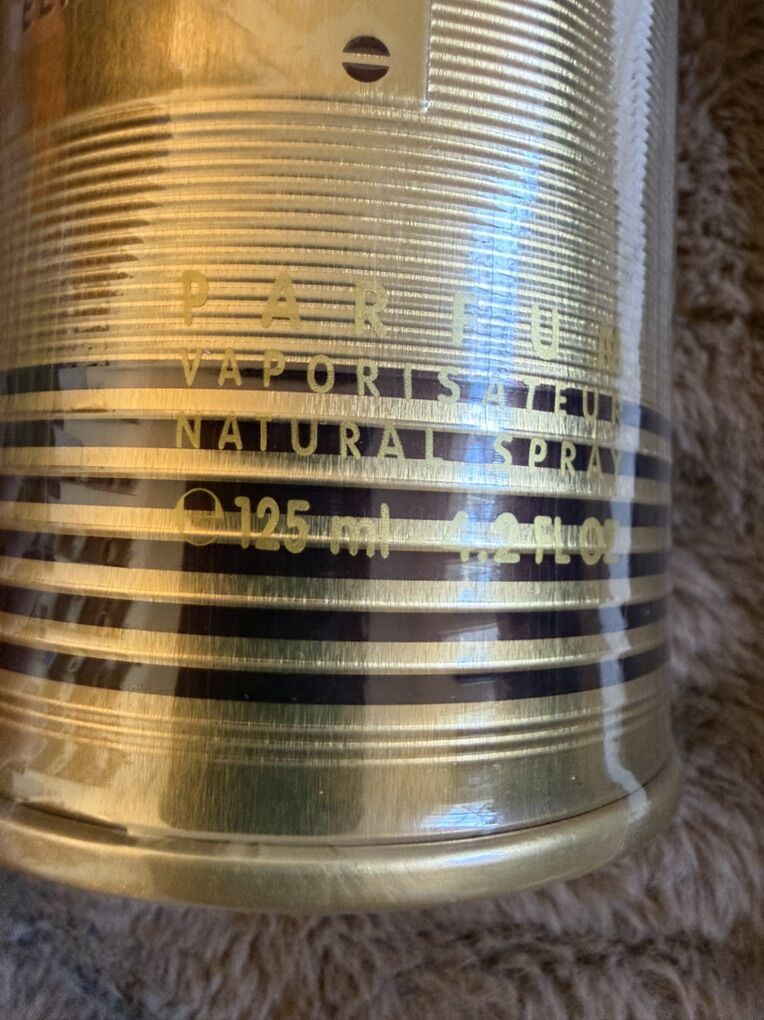 PARFUM
VAPORISATEUR
NATURAL SPRAY
℮ 125 ml - 4.2 FL OZ